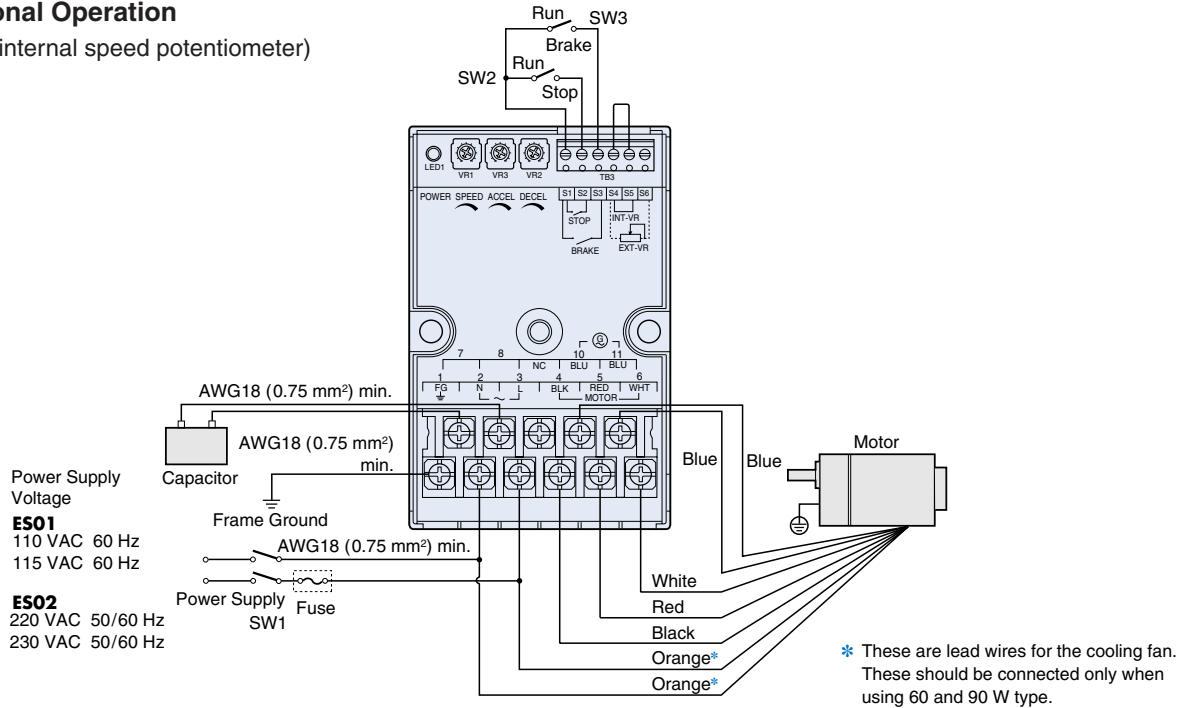 onal Operation
internal speed potentiometer)
Run
SW3
Brake
Run
SW2
Stop
LED1
VR1
VR3
VR2
TB3
POWER SPEED ACCEL DECEL
S1 S2 S3 S4 S5 S6
STOP
INT-VR
BRAKE
EXT-VR
G
7 8 NC 10 BLU 11 BLU
1 FG 2 N ~ 3 L 4 BLK 5 RED 6 WHT
MOTOR
AWG18 (0.75 mm²) min.
AWG18 (0.75 mm²)
min.
Capacitor
Frame Ground
AWG18 (0.75 mm²) min.
Power Supply
Voltage
ES01
110 VAC 60 Hz
115 VAC 60 Hz
ES02
220 VAC 50/60 Hz
230 VAC 50/60 Hz
Power Supply
SW1
Fuse
Blue
Blue
Motor
White
Red
Black
Orange*
Orange*
* These are lead wires for the cooling fan.
These should be connected only when
using 60 and 90 W type.